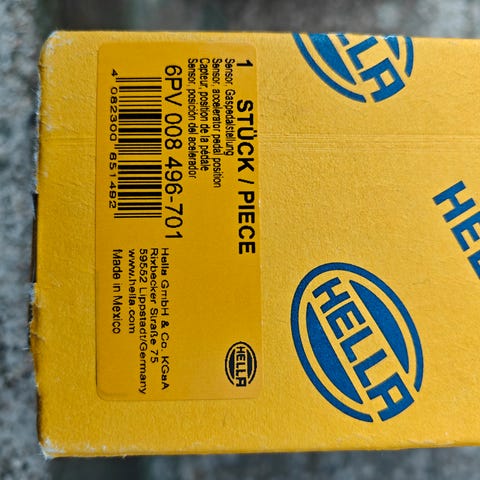 1 STÜCK / PIECE
Sensor, Gaspedalstellung
Sensor, accelerator pedal position
Capteur, position de la pédale
Sensor, posición del acelerador
6PV 008 496-701
4 082300 651492
Hella GmbH & Co. KGaA
Rixbecker Straße 75
59552 Lippstadt/Germany
www.hella.com
Made in Mexico
HELLA
HELLA
HELLA
HE